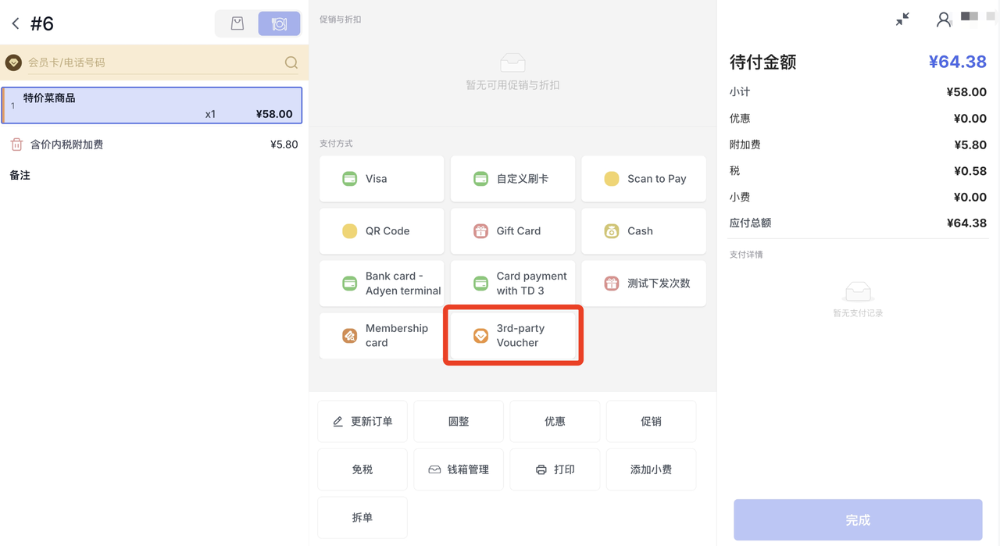 #6
会员卡/电话号码
1
特价菜商品
x1
¥58.00
含价内税附加费
¥5.80
备注
促销与折扣
暂无可用促销与折扣
支付方式
Visa
自定义刷卡
Scan to Pay
QR Code
Gift Card
Cash
Bank card -
Adyen terminal
Card payment
with TD 3
测试下发次数
Membership
card
3rd-party
Voucher
更新订单
圆整
优惠
促销
免税
钱箱管理
打印
添加小费
拆单
待付金额
¥64.38
小计
¥58.00
优惠
¥0.00
附加费
¥5.80
税
¥0.58
小费
¥0.00
应付总额
¥64.38
支付详情
暂无支付记录
完成